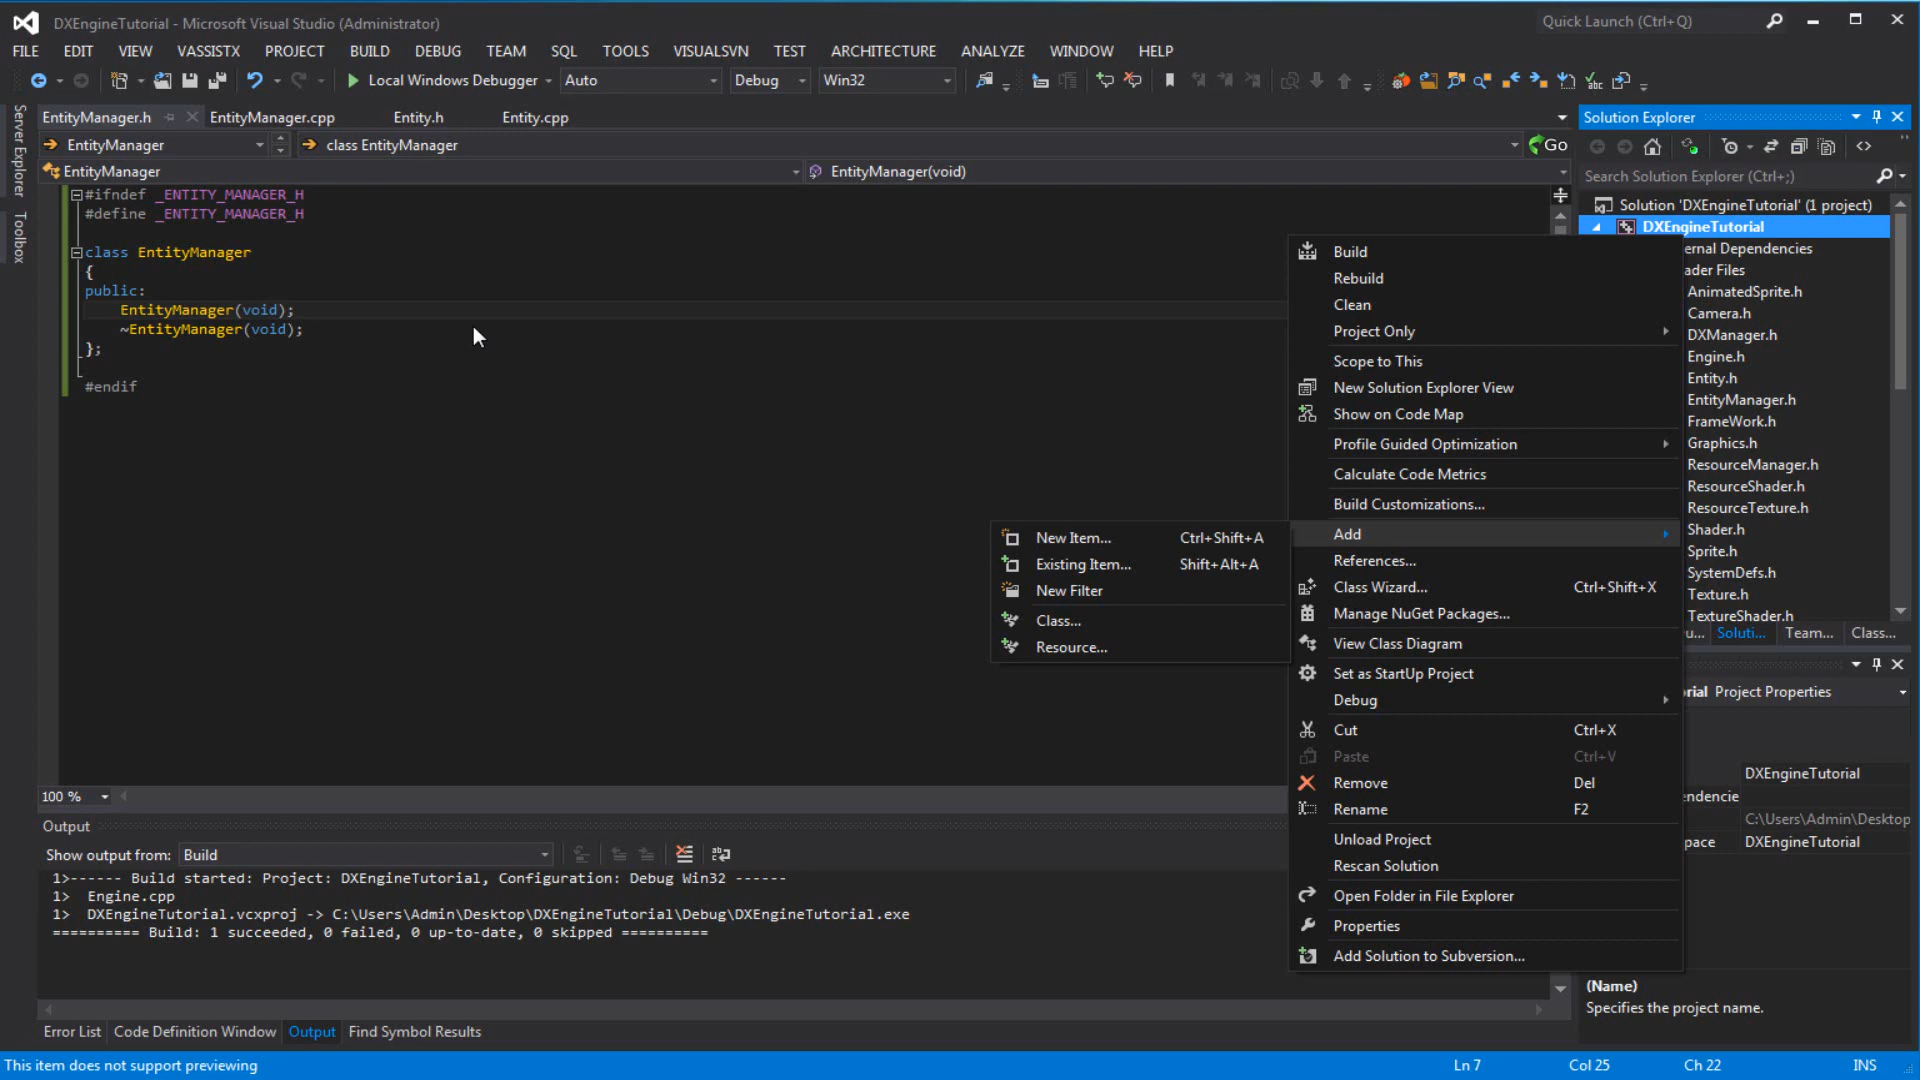 DXEngineTutorial - Microsoft Visual Studio (Administrator)
Quick Launch (Ctrl+Q)
FILE EDIT VIEW VASSISTX PROJECT BUILD DEBUG TEAM SQL TOOLS VISUALSVN TEST ARCHITECTURE ANALYZE WINDOW HELP
Local Windows Debugger Auto Debug Win32
Server Explorer
Toolbox
EntityManager.h EntityManager.cpp Entity.h Entity.cpp
EntityManager class EntityManager Go
EntityManager EntityManager(void)
#ifndef _ENTITY_MANAGER_H
#define _ENTITY_MANAGER_H
class EntityManager
{
public:
EntityManager(void);
~EntityManager(void);
};
#endif
100 %
Solution Explorer
Search Solution Explorer (Ctrl+;)
Solution 'DXEngineTutorial' (1 project)
DXEngineTutorial
ernal Dependencies
ader Files
AnimatedSprite.h
Camera.h
DXManager.h
Engine.h
Entity.h
EntityManager.h
FrameWork.h
Graphics.h
ResourceManager.h
ResourceShader.h
ResourceTexture.h
Shader.h
Sprite.h
SystemDefs.h
Texture.h
TextureShader.h
u... Soluti... Team... Class...
Build
Rebuild
Clean
Project Only
Scope to This
New Solution Explorer View
Show on Code Map
Profile Guided Optimization
Calculate Code Metrics
Build Customizations...
Add
References...
Class Wizard... Ctrl+Shift+X
Manage NuGet Packages...
View Class Diagram
Set as StartUp Project
Debug
Cut Ctrl+X
Paste Ctrl+V
Remove Del
Rename F2
Unload Project
Rescan Solution
Open Folder in File Explorer
Properties
Add Solution to Subversion...
New Item... Ctrl+Shift+A
Existing Item... Shift+Alt+A
New Filter
Class...
Resource...
rial Project Properties
DXEngineTutorial
endencie
C:\Users\Admin\Desktop
pace DXEngineTutorial
(Name)
Specifies the project name.
Output
Show output from: Build
1>------ Build started: Project: DXEngineTutorial, Configuration: Debug Win32 ------
1> Engine.cpp
1> DXEngineTutorial.vcxproj -> C:\Users\Admin\Desktop\DXEngineTutorial\Debug\DXEngineTutorial.exe
========== Build: 1 succeeded, 0 failed, 0 up-to-date, 0 skipped ==========
Error List Code Definition Window Output Find Symbol Results
This item does not support previewing
Ln 7 Col 25 Ch 22 INS